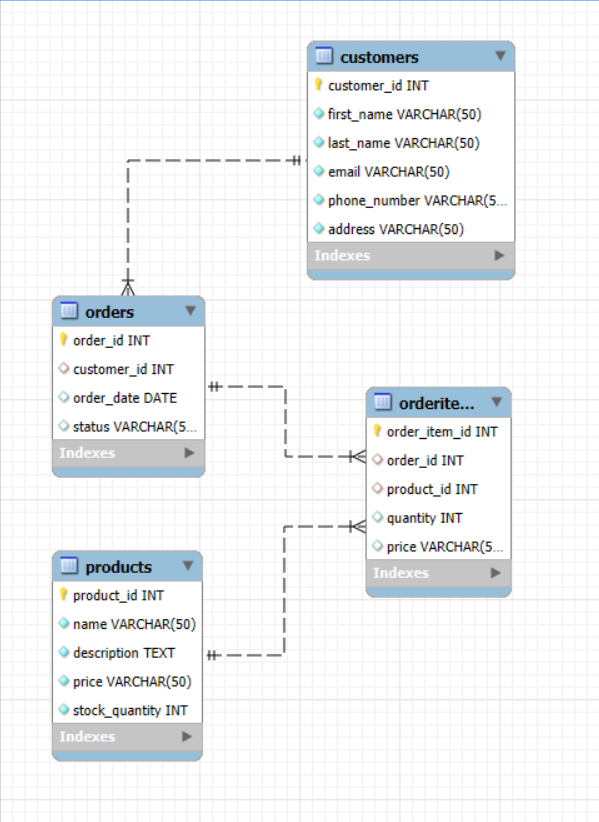 customers
customer_id INT
first_name VARCHAR(50)
last_name VARCHAR(50)
email VARCHAR(50)
phone_number VARCHAR(5...
address VARCHAR(50)
Indexes
orders
order_id INT
customer_id INT
order_date DATE
status VARCHAR(5...
Indexes
orderite...
order_item_id INT
order_id INT
product_id INT
quantity INT
price VARCHAR(5...
Indexes
products
product_id INT
name VARCHAR(50)
description TEXT
price VARCHAR(50)
stock_quantity INT
Indexes